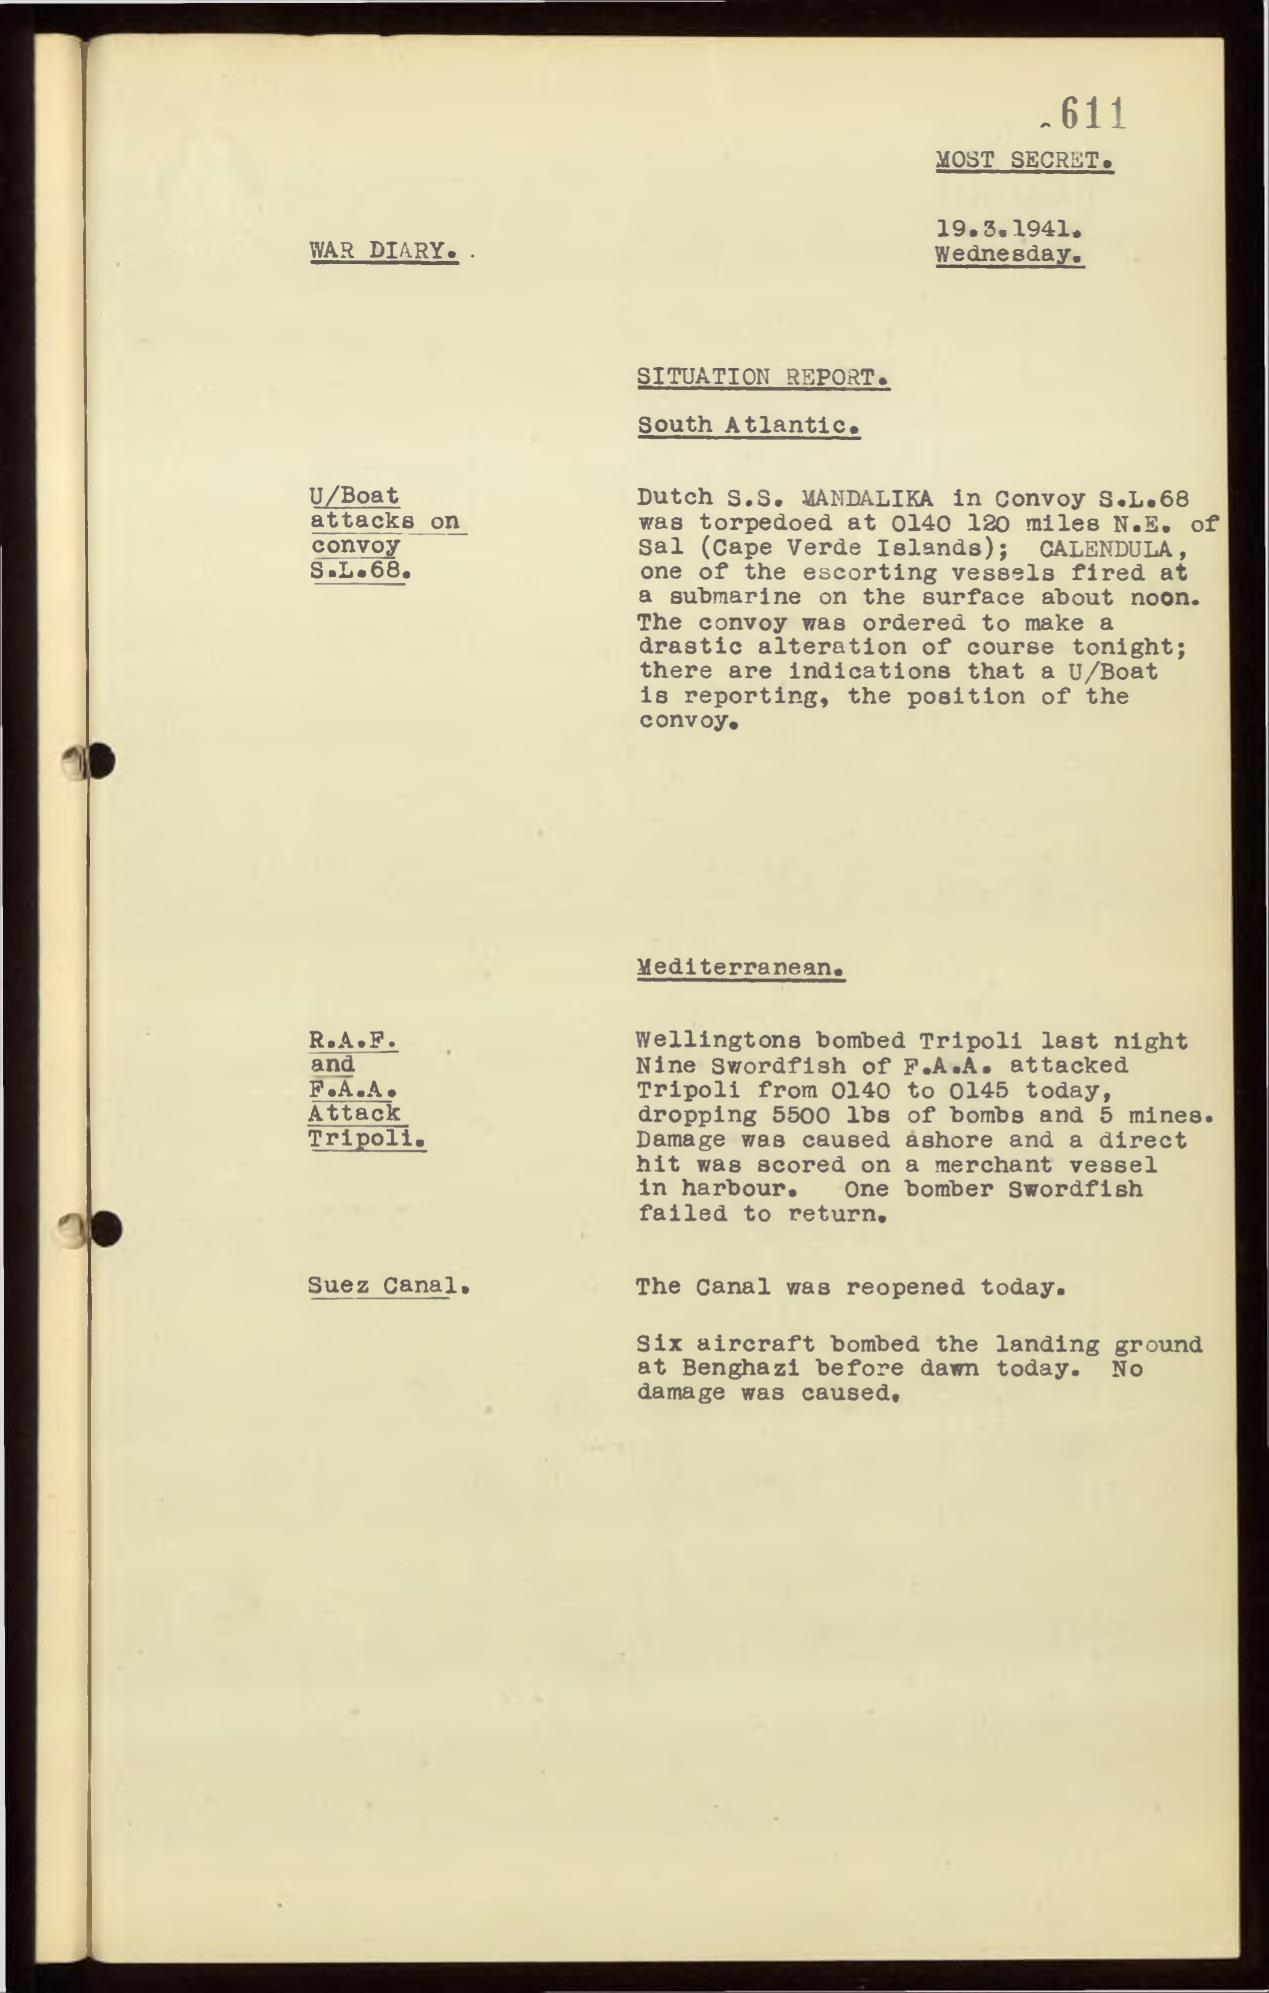 611
MOST SECRET.
19.3.1941.
WAR DIARY.
Wednesday.
SITUATION REPORT.
South Atlantic.
U/Boat
attacks on
convoy
S.L.68.
Dutch S.S. MANDALIKA in Convoy S.L.68
was torpedoed at 0140 120 miles N.E. of
Sal (Cape Verde Islands); CALENDULA,
one of the escorting vessels fired at
a submarine on the surface about noon.
The convoy was ordered to make a
drastic alteration of course tonight;
there are indications that a U/Boat
is reporting, the position of the
convoy.
Mediterranean.
R.A.F.
and
F.A.A.
Attack
Tripoli.
Wellingtons bombed Tripoli last night
Nine Swordfish of F.A.A. attacked
Tripoli from 0140 to 0145 today,
dropping 5500 lbs of bombs and 5 mines.
Damage was caused ashore and a direct
hit was scored on a merchant vessel
in harbour. One bomber Swordfish
failed to return.
Suez Canal.
The Canal was reopened today.
Six aircraft bombed the landing ground
at Benghazi before dawn today. No
damage was caused.